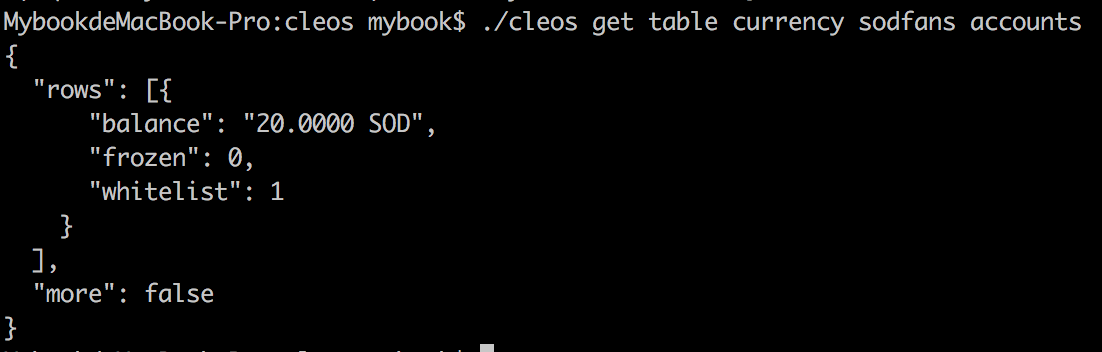 MybookdeMacBook-Pro:cleos mybook$ ./cleos get table currency sodfans accounts
{
  "rows": [{
      "balance": "20.0000 SOD",
      "frozen": 0,
      "whitelist": 1
    }
  ],
  "more": false
}